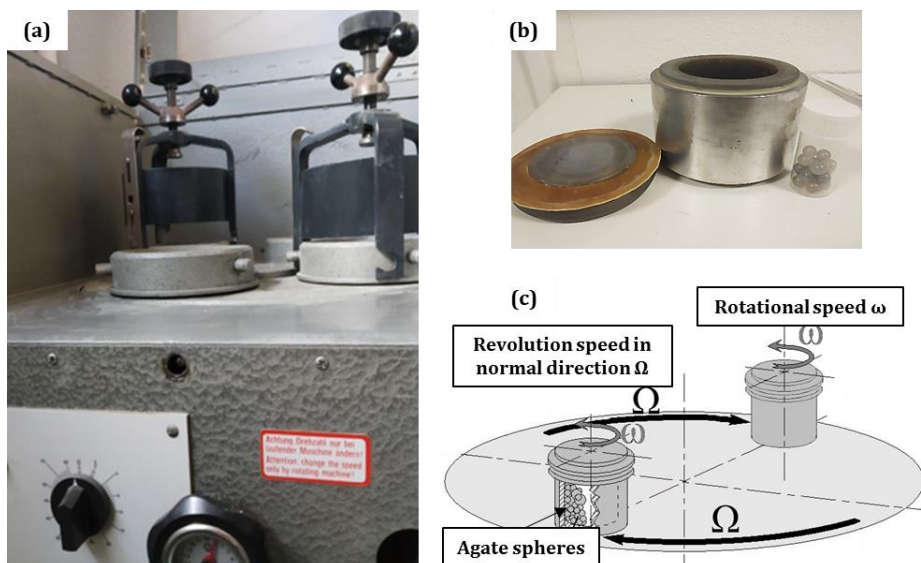 (a)
Achtung, Drehzahl nur bei
laufender Maschine ändern!
Attention, change the speed
only by rotating machine!
(b)
(c)
Rotational speed ω
ω
Revolution speed in
normal direction Ω
Ω
ω
Ω
Agate spheres